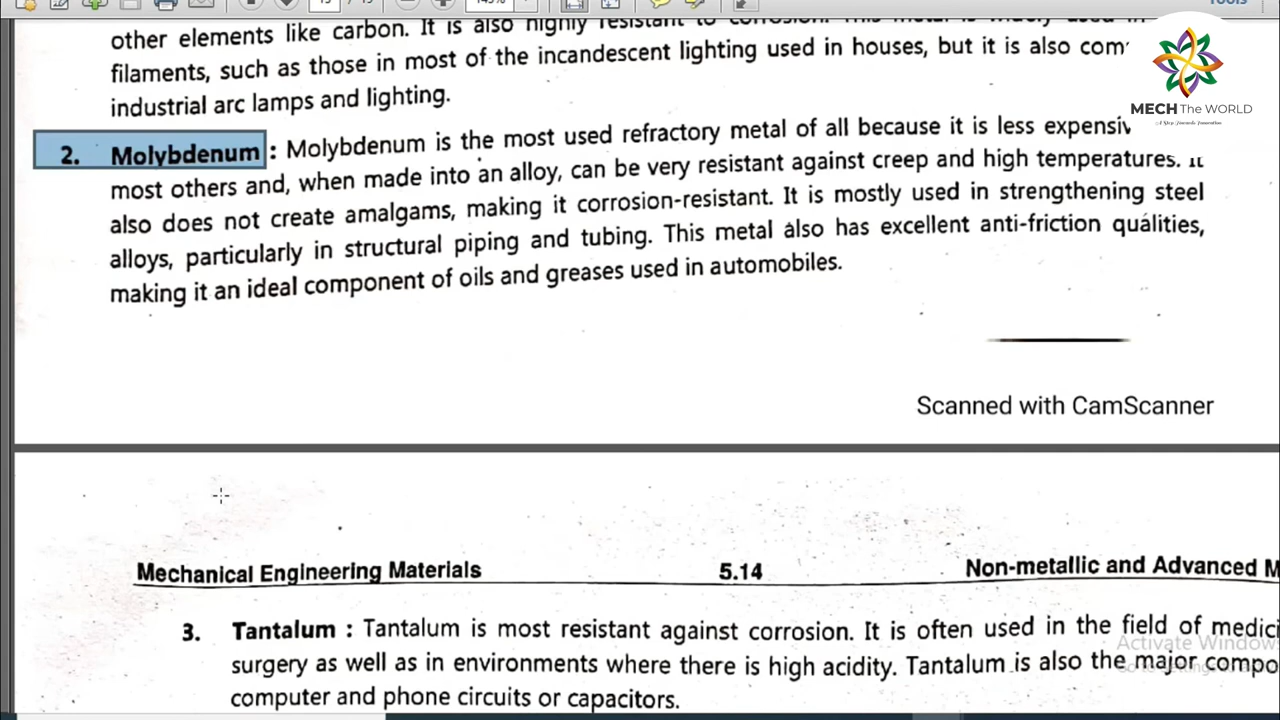 other elements like carbon. It is also highly resistant to corrosion. This metal is widely used in
filaments, such as those in most of the incandescent lighting used in houses, but it is also com
industrial arc lamps and lighting.
MECH The WORLD
2. Molybdenum : Molybdenum is the most used refractory metal of all because it is less expensiv
most others and, when made into an alloy, can be very resistant against creep and high temperatures. It
also does not create amalgams, making it corrosion-resistant. It is mostly used in strengthening steel
alloys, particularly in structural piping and tubing. This metal also has excellent anti-friction qualities,
making it an ideal component of oils and greases used in automobiles.
Scanned with CamScanner
Mechanical Engineering Materials 5.14 Non-metallic and Advanced M
3. Tantalum : Tantalum is most resistant against corrosion. It is often used in the field of medici
Activate Window
surgery as well as in environments where there is high acidity. Tantalum is also the major compo
computer and phone circuits or capacitors.